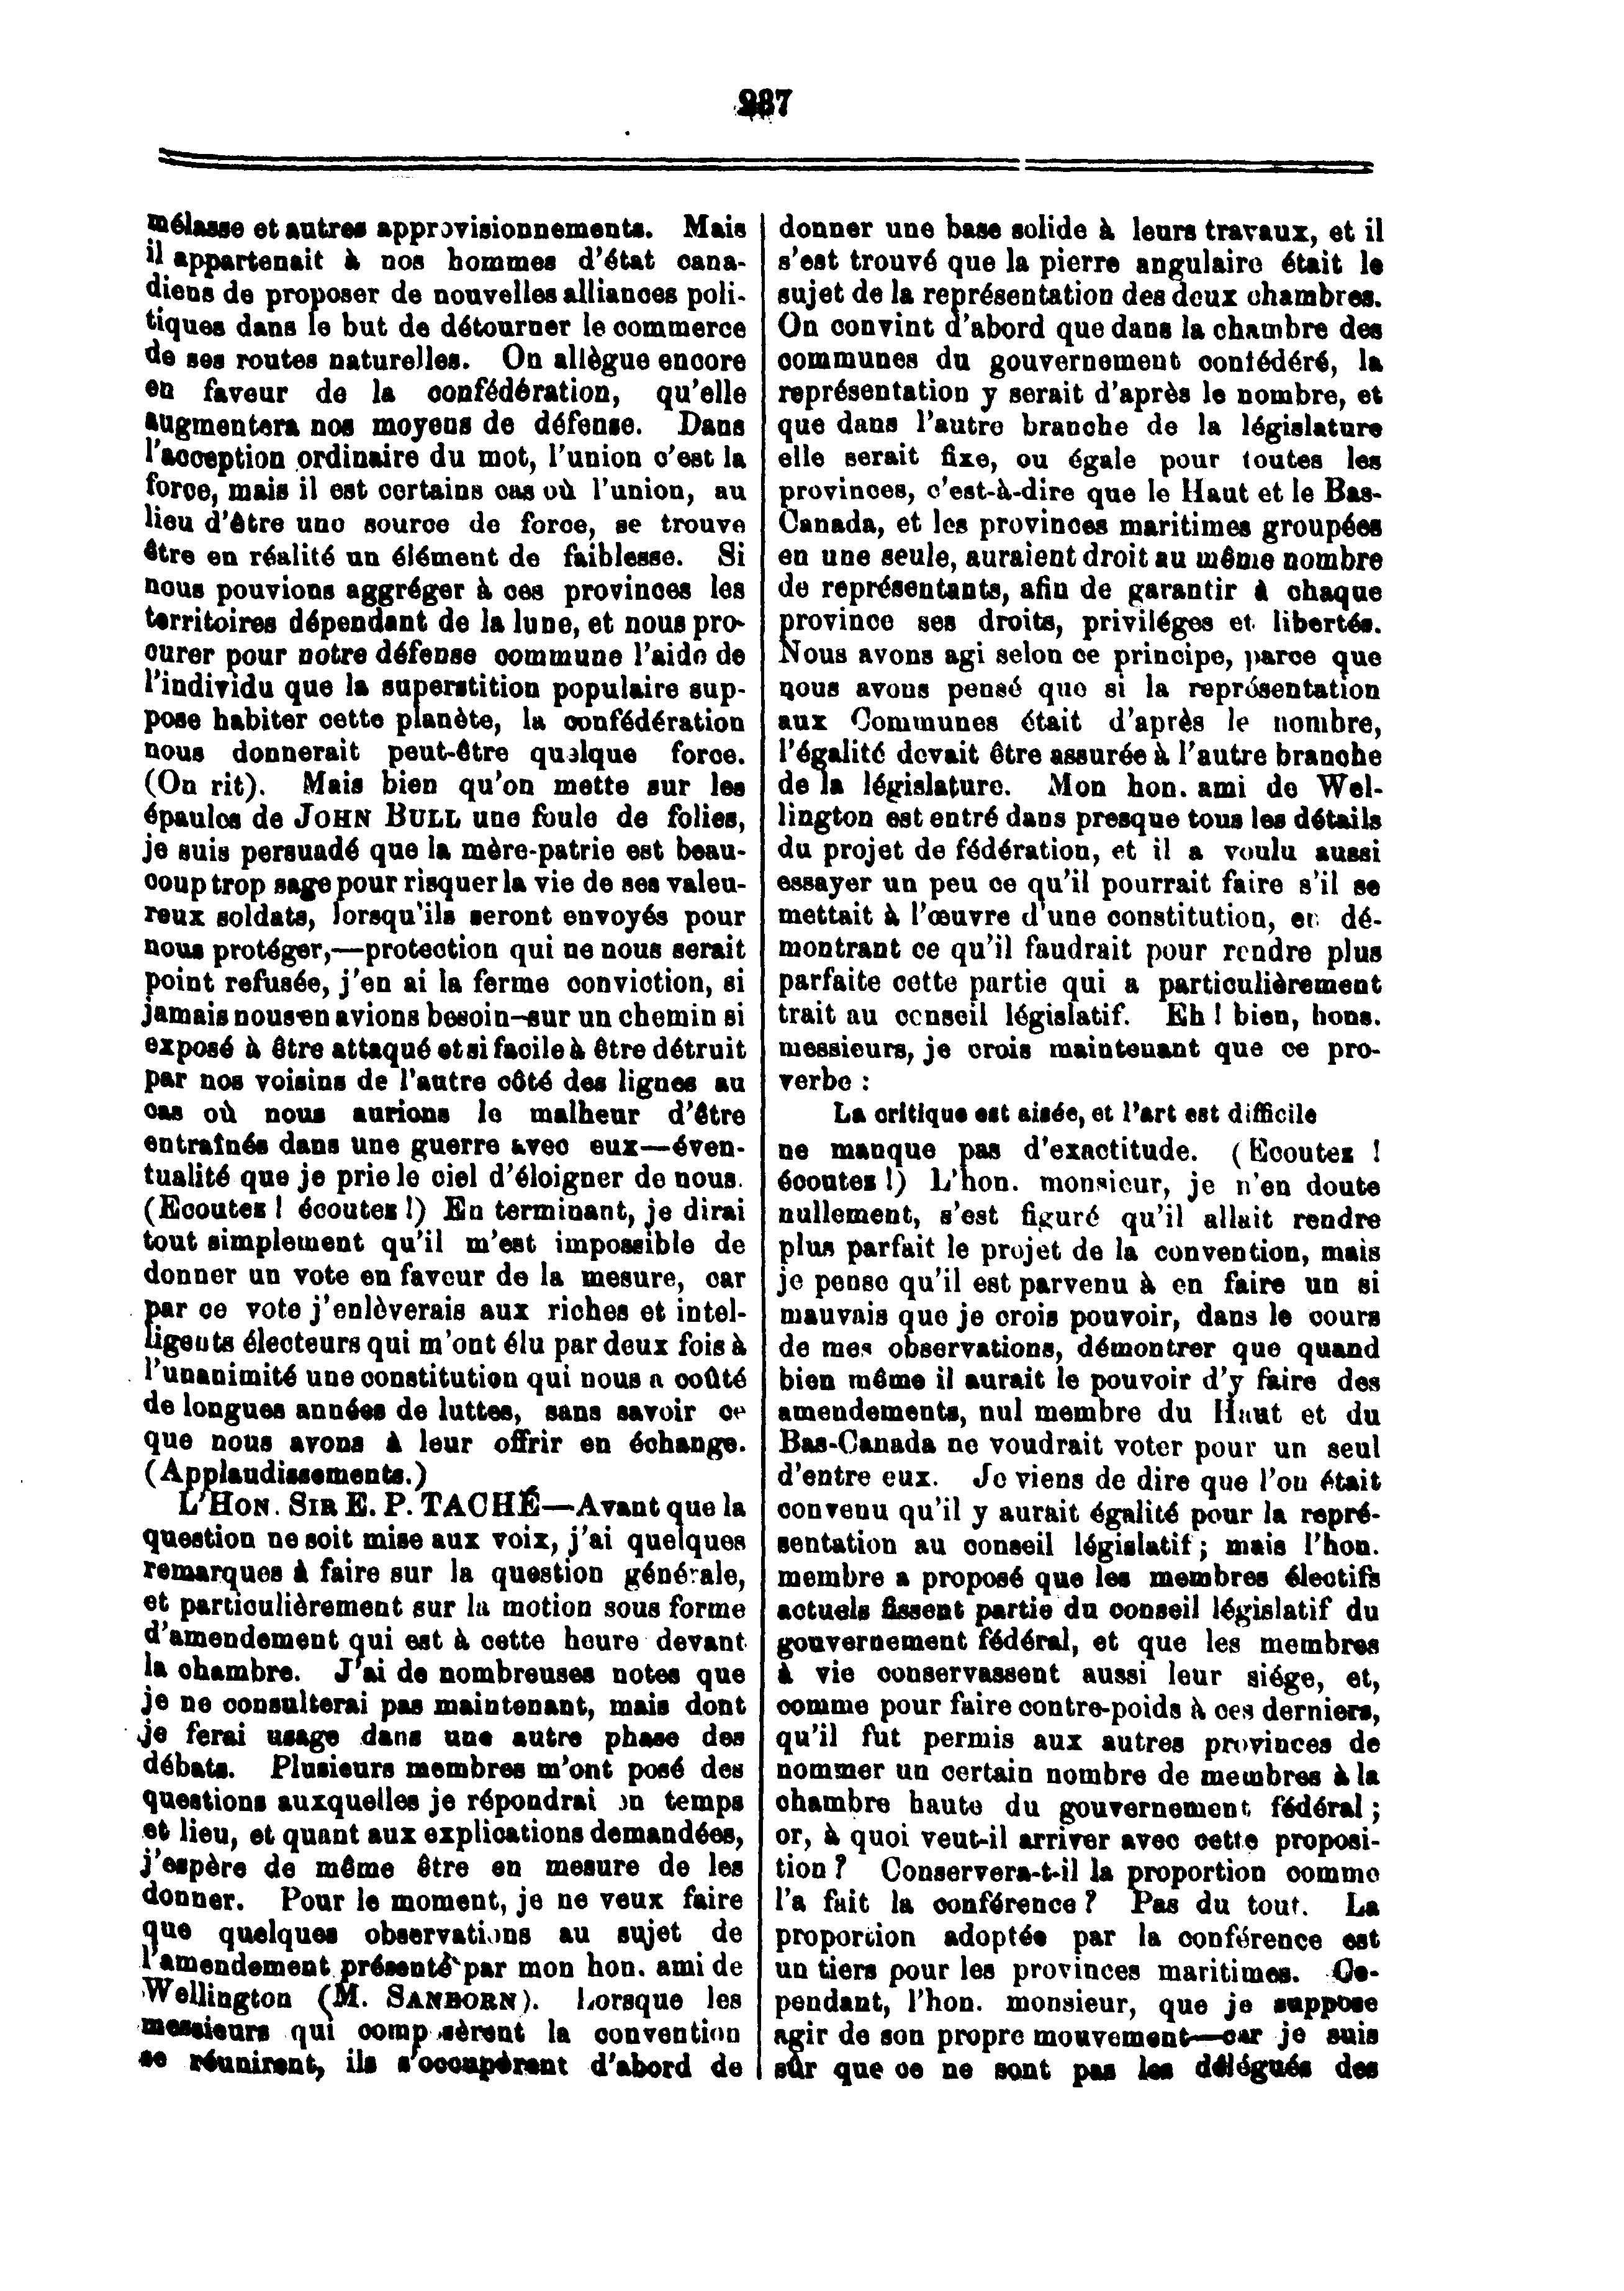 237
mélasse et autres approvisionnements. Mais
il appartenait à nos hommes d'état cana-
diens de proposer de nouvelles alliances poli-
tiques dans le but de détourner le commerce
de ses routes naturelles. On allègue encore
en faveur de la confédération, qu'elle
augmentera nos moyens de défense. Dans
l'acception ordinaire du mot, l'union c'est la
force, mais il est certains cas où l'union, au
lieu d'être une source de force, se trouve
être en réalité un élément de faiblesse. Si
nous pouvions aggréger à ces provinces les
territoires dépendant de la lune, et nous pro-
curer pour notre défense commune l'aide de
l'individu que la superstition populaire sup-
pose habiter cette planète, la confédération
nous donnerait peut-être quelque force.
(On rit). Mais bien qu'on mette sur les
épaules de JOHN BULL une foule de folies,
je suis persuadé que la mère-patrie est beau-
coup trop sage pour risquer la vie de ses valeu-
reux soldats, lorsqu'ils seront envoyés pour
nous protéger,—protection qui ne nous serait
point refusée, j'en ai la ferme conviction, si
jamais nous en avions besoin—sur un chemin si
exposé à être attaqué et si facile à être détruit
par nos voisins de l'autre côté des lignes au
cas où nous aurions le malheur d'être
entraînés dans une guerre avec eux—éven-
tualité que je prie le ciel d'éloigner de nous.
(Ecoutez ! écoutez !) En terminant, je dirai
tout simplement qu'il m'est impossible de
donner un vote en faveur de la mesure, car
par ce vote j'enlèverais aux riches et intel-
ligents électeurs qui m'ont élu par deux fois à
l'unanimité une constitution qui nous a coûté
de longues années de luttes, sans savoir ce
que nous avons à leur offrir en échange.
(Applaudissements.)
L'HON. SIR E. P. TACHÉ—Avant que la
question ne soit mise aux voix, j'ai quelques
remarques à faire sur la question générale,
et particulièrement sur la motion sous forme
d'amendement qui est à cette heure devant
la chambre. J'ai de nombreuses notes que
je ne consulterai pas maintenant, mais dont
je ferai usage dans une autre phase des
débats. Plusieurs membres m'ont posé des
questions auxquelles je répondrai en temps
et lieu, et quant aux explications demandées,
j'espère de même être en mesure de les
donner. Pour le moment, je ne veux faire
que quelques observations au sujet de
l'amendement présenté par mon hon. ami de
Wellington (M. SANBORN). Lorsque les
messieurs qui composèrent la convention
se réunirent, ils s'occupèrent d'abord de
donner une base solide à leurs travaux, et il
s'est trouvé que la pierre angulaire était le
sujet de la représentation des deux chambres.
On convint d'abord que dans la chambre des
communes du gouvernement confédéré, la
représentation y serait d'après le nombre, et
que dans l'autre branche de la législature
elle serait fixe, ou égale pour toutes les
provinces, c'est-à-dire que le Haut et le Bas-
Canada, et les provinces maritimes groupées
en une seule, auraient droit au même nombre
de représentants, afin de garantir à chaque
province ses droits, priviléges et libertés.
Nous avons agi selon ce principe, parce que
nous avons pensé que si la représentation
aux Communes était d'après le nombre,
l'égalité devait être assurée à l'autre branche
de la législature. Mon hon. ami de Wel-
lington est entré dans presque tous les détails
du projet de fédération, et il a voulu aussi
essayer un peu ce qu'il pourrait faire s'il se
mettait à l'œuvre d'une constitution, en dé-
montrant ce qu'il faudrait pour rendre plus
parfaite cette partie qui a particulièrement
trait au conseil législatif. Eh ! bien, hons.
messieurs, je crois maintenant que ce pro-
verbe :
La critique est aisée, et l'art est difficile
ne manque pas d'exactitude. (Ecoutez !
écoutez !) L'hon. monsieur, je n'en doute
nullement, s'est figuré qu'il allait rendre
plus parfait le projet de la convention, mais
je pense qu'il est parvenu à en faire un si
mauvais que je crois pouvoir, dans le cours
de mes observations, démontrer que quand
bien même il aurait le pouvoir d'y faire des
amendements, nul membre du Haut et du
Bas-Canada ne voudrait voter pour un seul
d'entre eux. Je viens de dire que l'on était
convenu qu'il y aurait égalité pour la repré-
sentation au conseil législatif ; mais l'hon.
membre a proposé que les membres électifs
actuels fissent partie du conseil législatif du
gouvernement fédéral, et que les membres
à vie conservassent aussi leur siége, et,
comme pour faire contre-poids à ces derniers,
qu'il fut permis aux autres provinces de
nommer un certain nombre de membres à la
chambre haute du gouvernement fédéral ;
or, à quoi veut-il arriver avec cette proposi-
tion ? Conservera-t-il la proportion comme
l'a fait la conférence ? Pas du tout. La
proportion adoptée par la conférence est
un tiers pour les provinces maritimes. Ce-
pendant, l'hon. monsieur, que je suppose
agir de son propre mouvement—car je suis
sûr que ce ne sont pas les délégués des